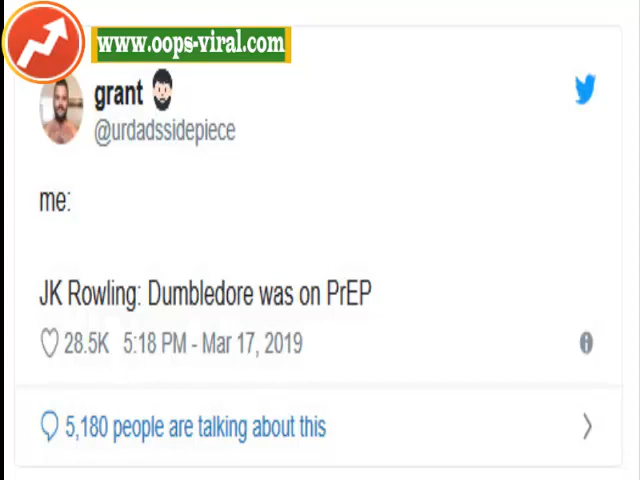 www.oops-viral.com
grant
@urdadssidepiece
me:
JK Rowling: Dumbledore was on PrEP
28.5K 5:18 PM - Mar 17, 2019
5,180 people are talking about this